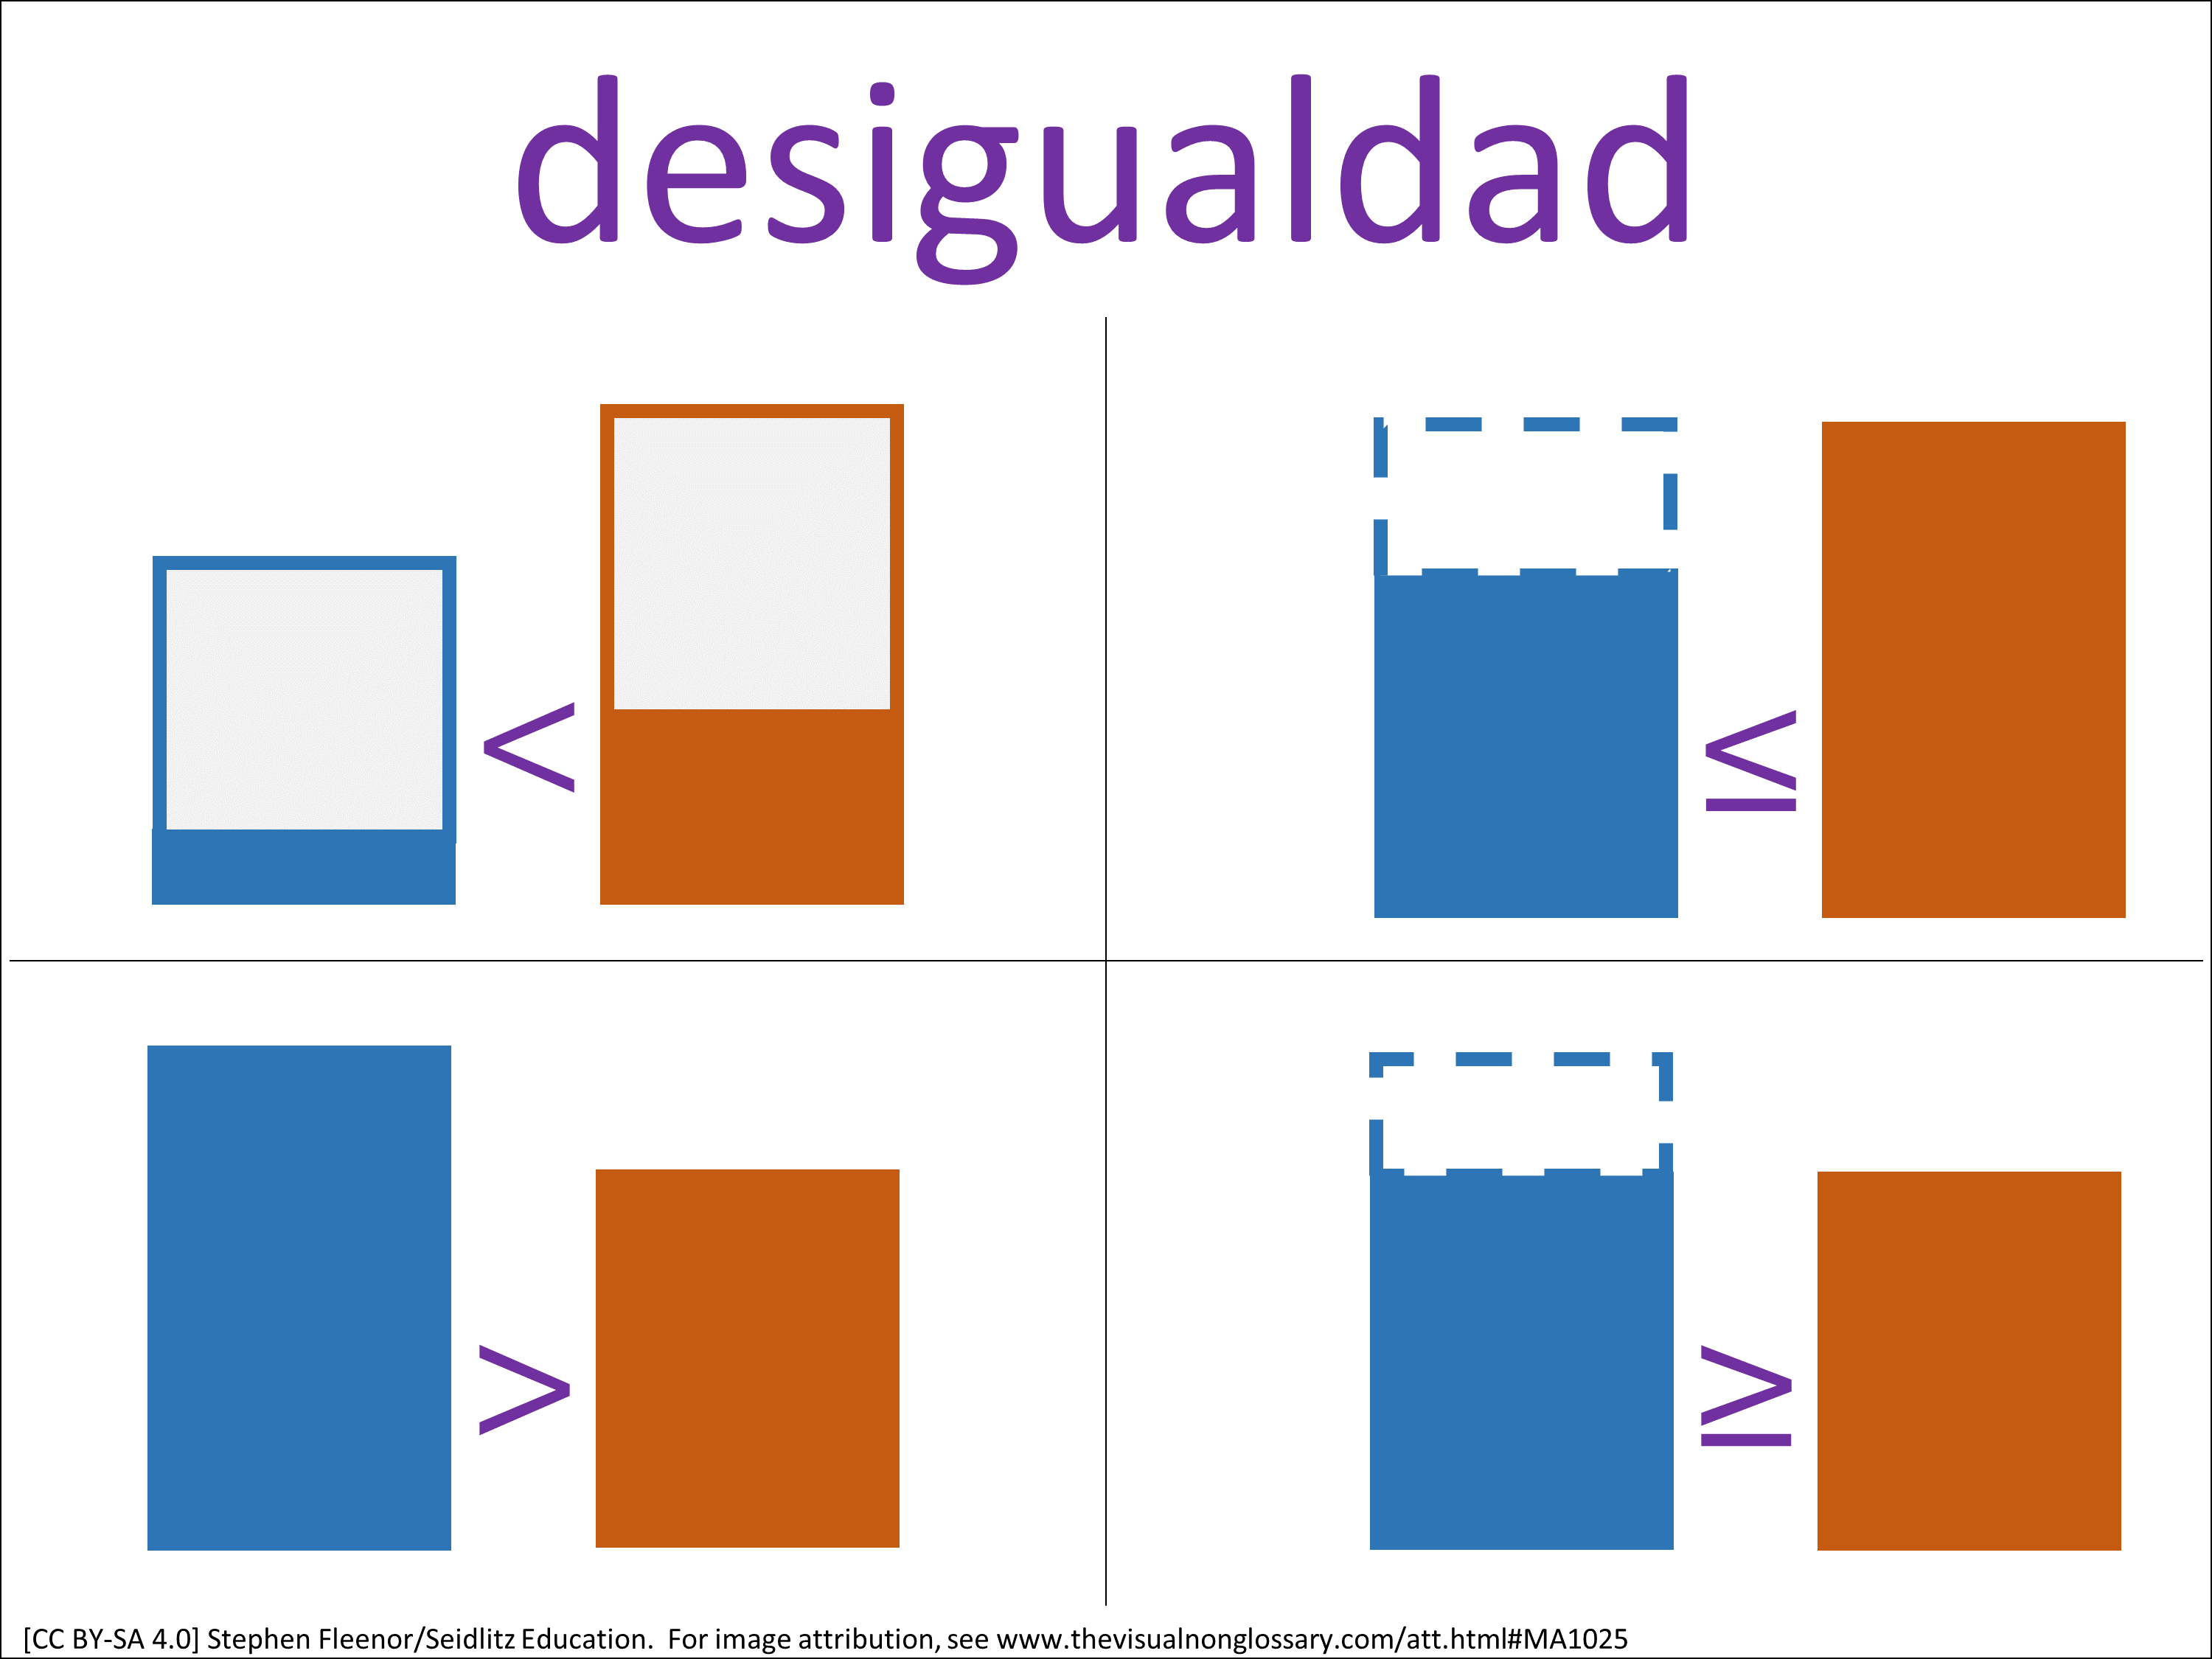 desigualdad
<
≤
>
≥
[CC BY-SA 4.0] Stephen Fleenor/Seidlitz Education.  For image attribution, see www.thevisualnonglossary.com/att.html#MA1025